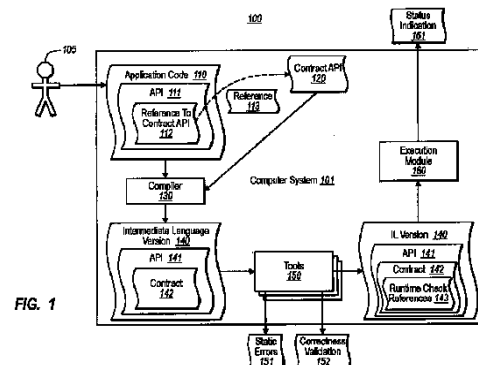 100
Status
Indication
161
105
Application Code 110
API 111
Reference To
Contract API
112
Contract API
120
Reference
113
Compiler
130
Computer System 101
Execution
Module
160
Intermediate Language
Version 140
API 141
Contract
142
Tools
150
IL Version 140
API 141
Contract 142
Runtime Check
References 143
FIG. 1
Static
Errors
151
Correctness
Validation
152